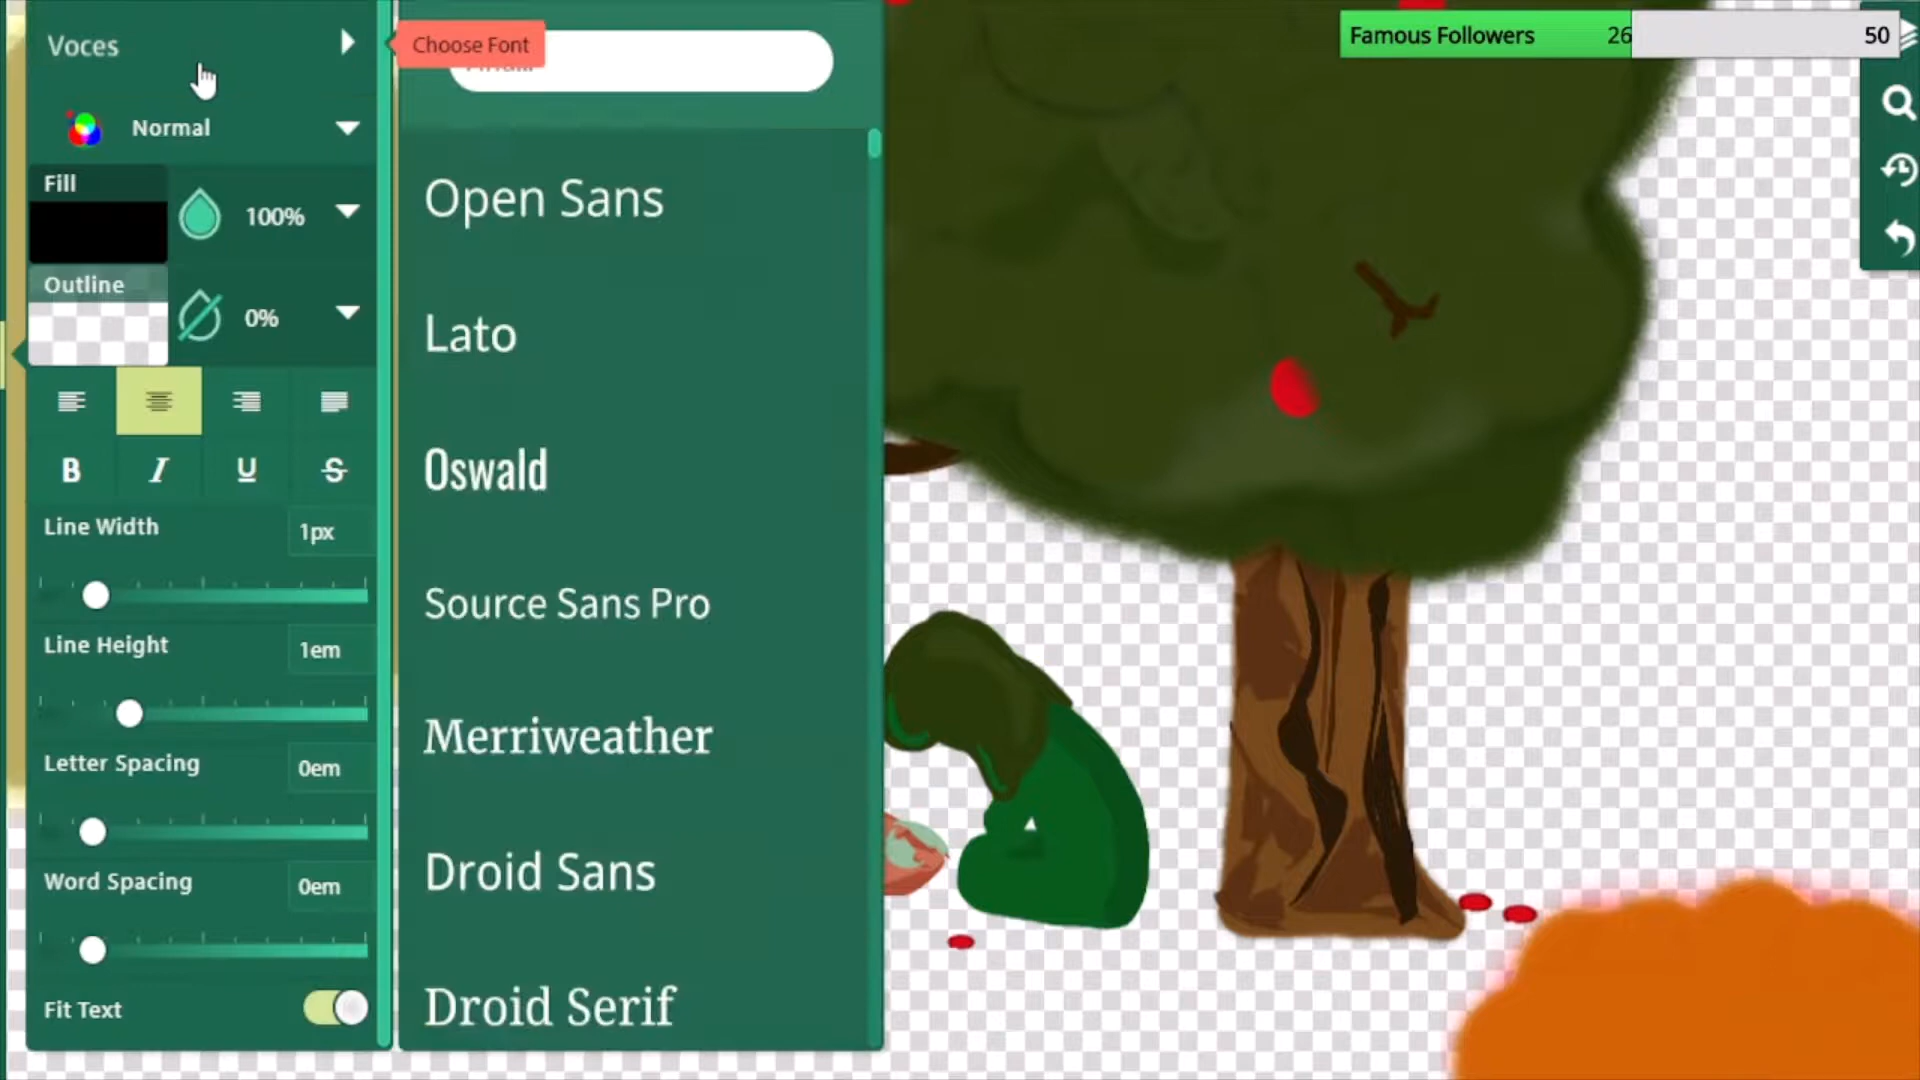 Voces
Choose Font
Normal
Fill
100%
Outline
0%
B I U S
Line Width
1px
Line Height
1em
Letter Spacing
0em
Word Spacing
0em
Fit Text
Open Sans
Lato
Oswald
Source Sans Pro
Merriweather
Droid Sans
Droid Serif
Famous Followers 26 50